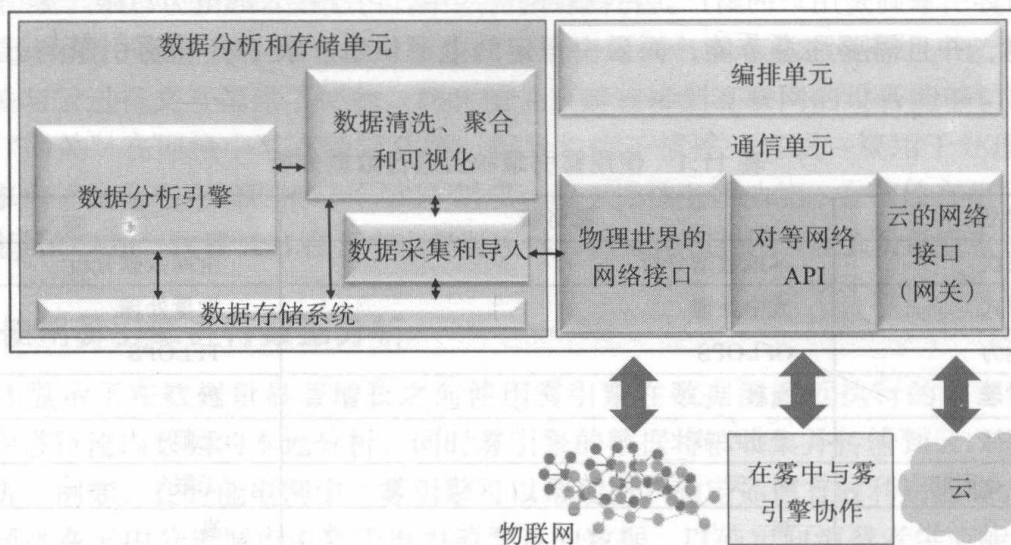 数据分析和存储单元
数据清洗、聚合
和可视化
数据分析引擎
数据采集和导入
数据存储系统
编排单元
通信单元
物理世界的
网络接口
对等网络
API
云的网络
接口
(网关)
物联网
在雾中与雾
引擎协作
云